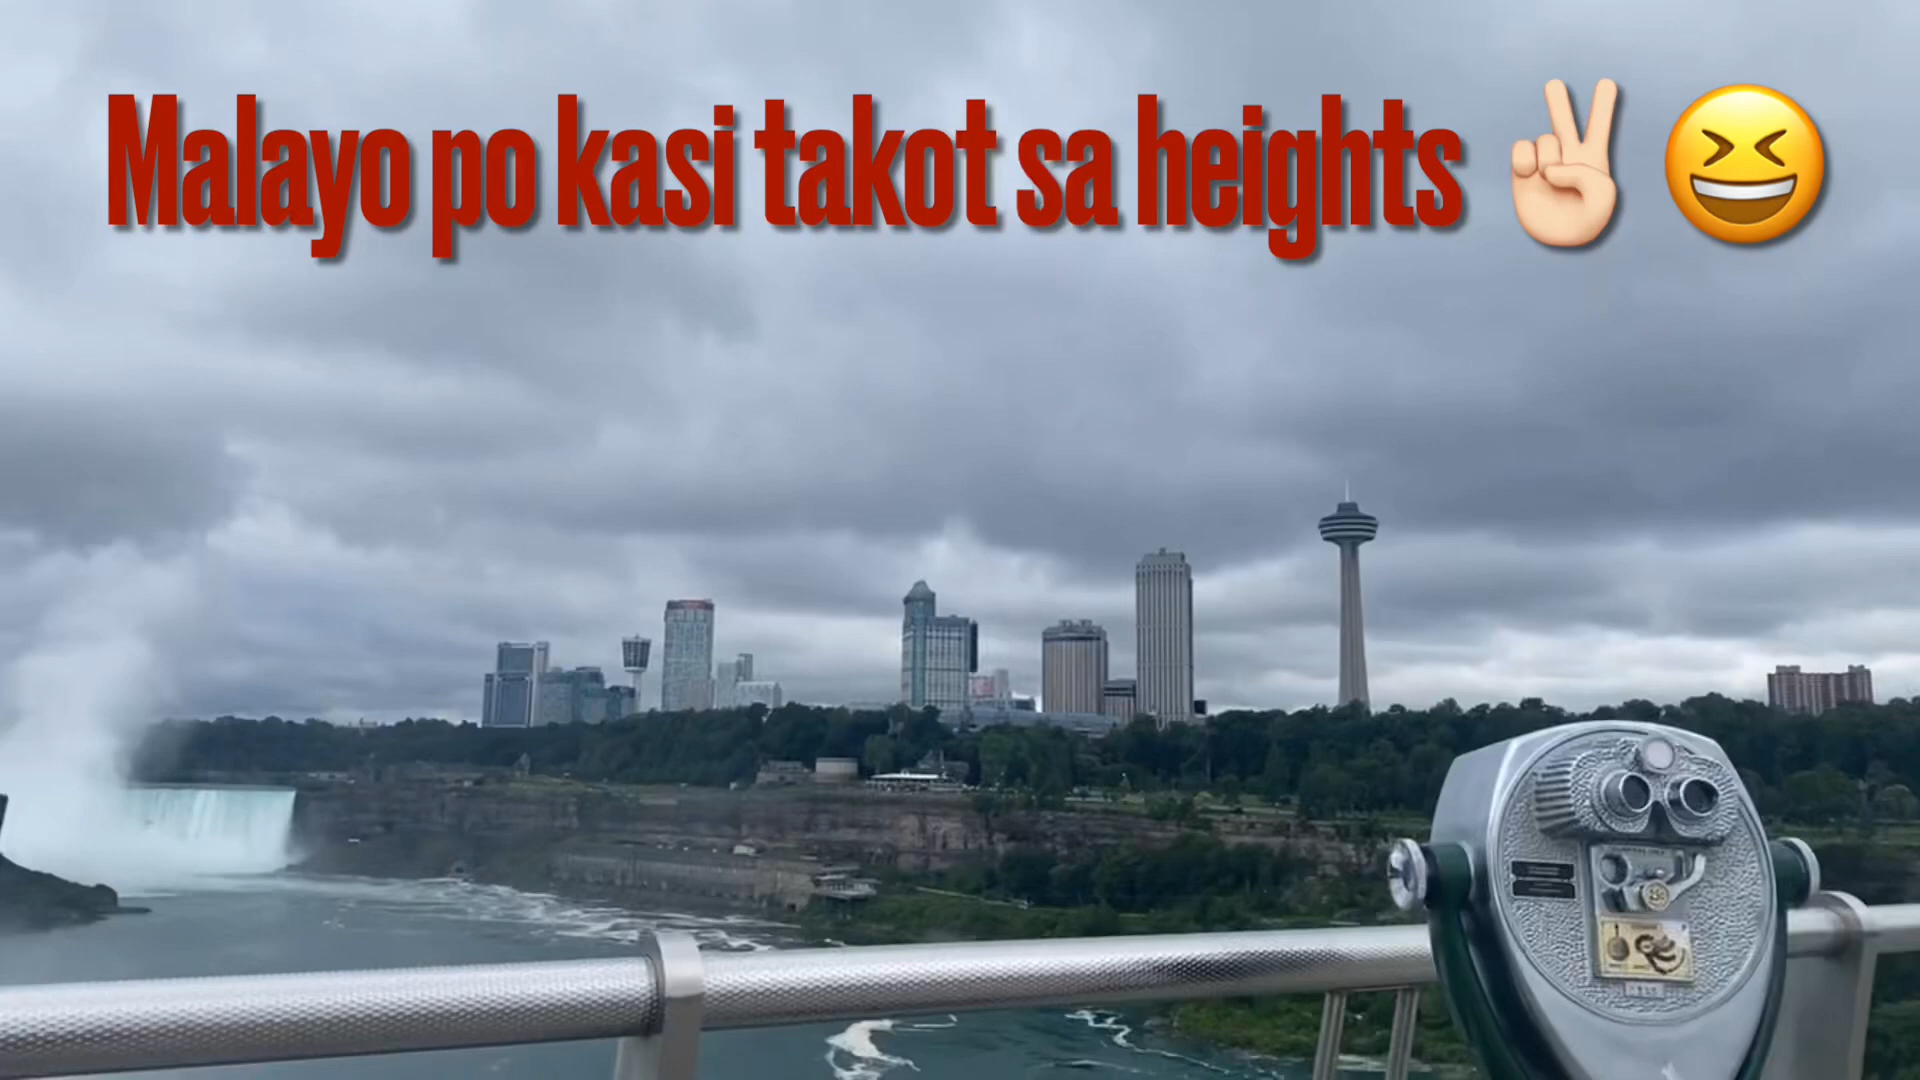 Malayo po kasi takot sa heights ✌🏻😆